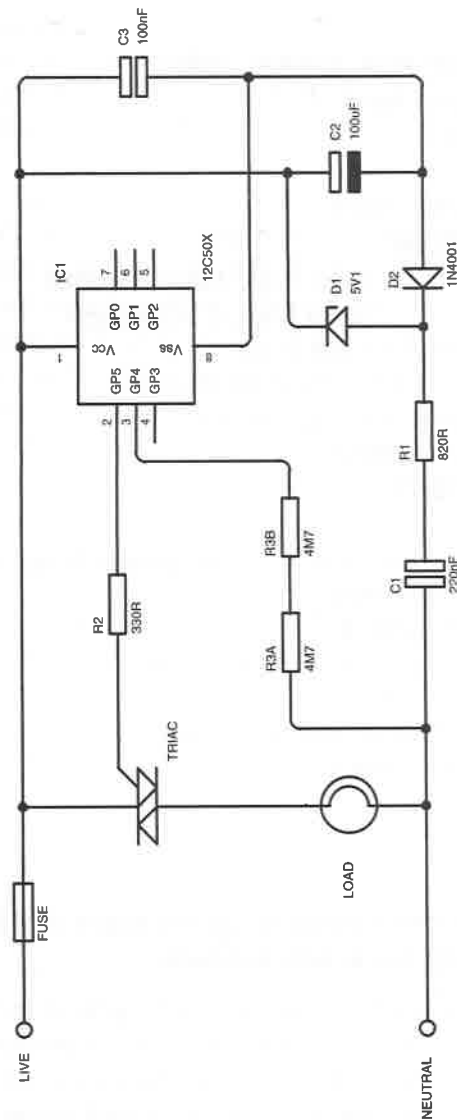 LIVE
FUSE
NEUTRAL
LOAD
TRIAC
R2
330R
R3A
4M7
R3B
4M7
IC1
12C50X
1
VCC
GP5
GP4
GP3
2
3
4
GP0
GP1
GP2
7
6
5
VSS
8
C1
220nF
R1
820R
D1
5V1
D2
1N4001
C2
100uF
C3
100nF